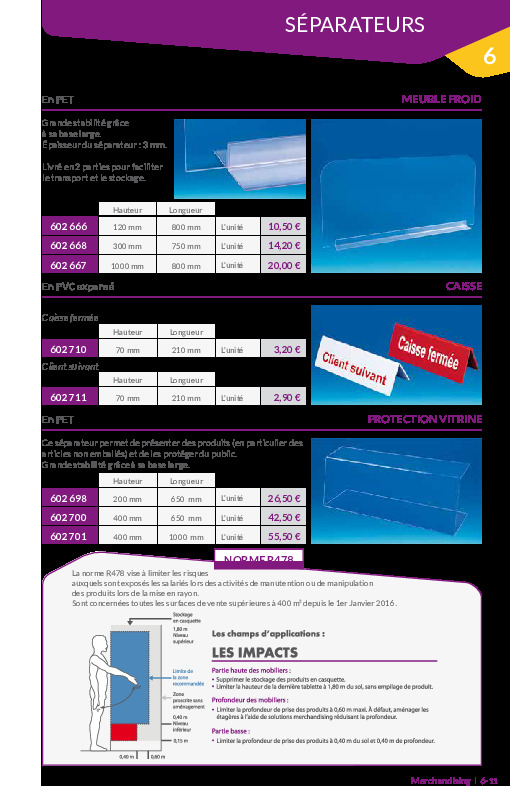 SÉPARATEURS
6
En PET
MEUBLE FROID
Grande stabilité grâce
à sa base large.
Épaisseur du séparateur : 3 mm.
Livré en 2 parties pour faciliter
le transport et le stockage.
Hauteur Longueur
602 666 120 mm 800 mm L'unité 10,50 €
602 668 300 mm 750 mm L'unité 14,20 €
602 667 1000 mm 800 mm L'unité 20,00 €
En PVC expansé
CAISSE
Caisse fermée
Hauteur Longueur
602 710 70 mm 210 mm L'unité 3,20 €
Client suivant
Hauteur Longueur
602 711 70 mm 210 mm L'unité 2,90 €
Client suivant
Caisse fermée
En PET
PROTECTION VITRINE
Ce séparateur permet de présenter des produits (en particulier des
articles non emballés) et de les protéger du public.
Grande stabilité grâce à sa base large.
Hauteur Longueur
602 698 200 mm 650 mm L'unité 26,50 €
602 700 400 mm 650 mm L'unité 42,50 €
602 701 400 mm 1000 mm L'unité 55,50 €
NORME R478
La norme R478 vise à limiter les risques
auxquels sont exposés les salariés lors des activités de manutention ou de manipulation
des produits lors de la mise en rayon.
Sont concernées toutes les surfaces de vente supérieures à 400 m² depuis le 1er Janvier 2016.
Stockage
en casquette
1,80 m
Niveau
supérieur
Limite de
la zone
recommandée
Zone
proscrite sans
aménagement
0,40 m
Niveau
inférieur
0,15 m
0,40 m 0,60 m
Les champs d'applications :
LES IMPACTS
Partie haute des mobiliers :
• Supprimer le stockage des produits en casquette.
• Limiter la hauteur de la dernière tablette à 1,80 m du sol, sans empilage de produit.
Profondeur des mobiliers :
• Limiter la profondeur de prise des produits à 0,60 m maxi. À défaut, aménager les
étagères à l'aide de solutions merchandising réduisant la profondeur.
Partie basse :
• Limiter la profondeur de prise des produits à 0,40 m du sol et 0,40 m de profondeur.
Merchandising | 6-11